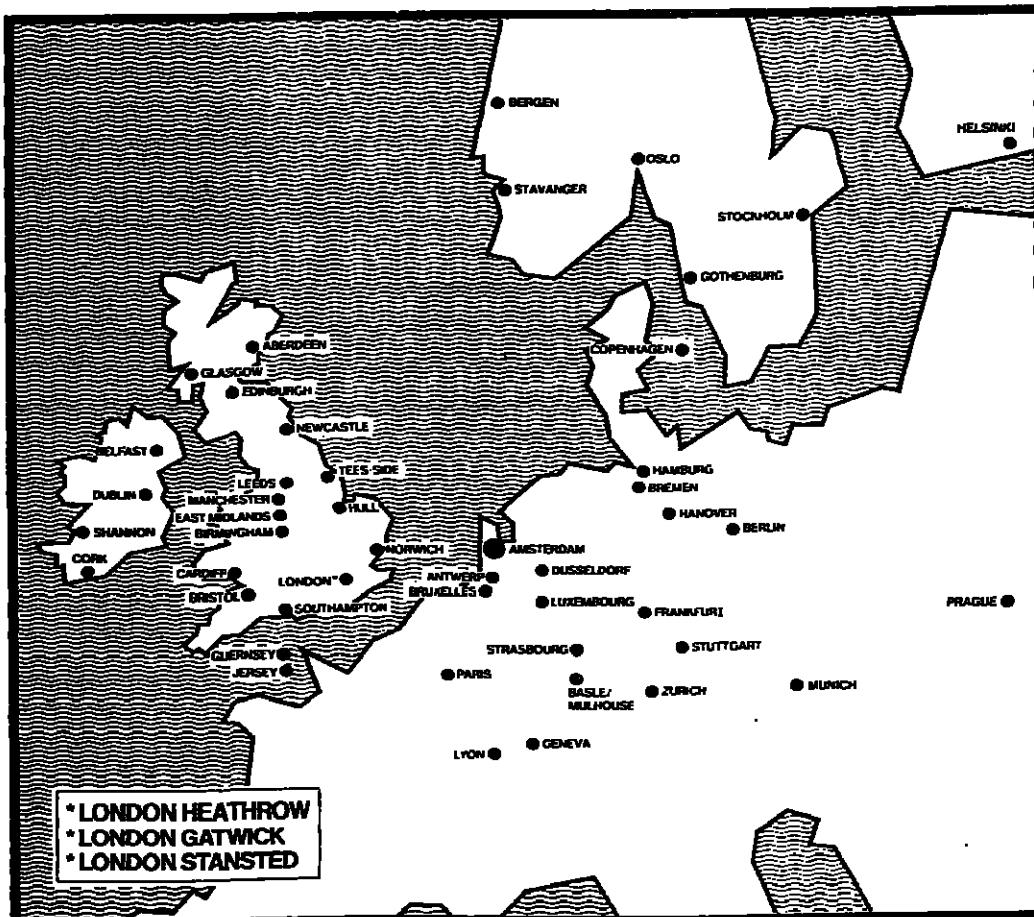 BERGEN
HELSINKI
OSLO
STAVANGER
STOCKHOLM
GOTHENBURG
ABERDEEN
COPENHAGEN
GLASGOW
EDINBURGH
NEWCASTLE
BELFAST
TEES-SIDE
HAMBURG
LEEDS
BREMEN
DUBLIN
MANCHESTER
HULL
EAST MIDLANDS
HANOVER
SHANNON
BIRMINGHAM
BERLIN
NORWICH
AMSTERDAM
CORK
CARDIFF
LONDON*
ANTWERP
DUSSELDORF
BRISTOL
BRUXELLES
SOUTHAMPTON
LUXEMBOURG
FRANKFURT
PRAGUE
GUERNSEY
STRASBOURG
STUTTGART
JERSEY
PARIS
BASLE/
MULHOUSE
ZURICH
MUNICH
LYON
GENEVA
* LONDON HEATHROW
* LONDON GATWICK
* LONDON STANSTED